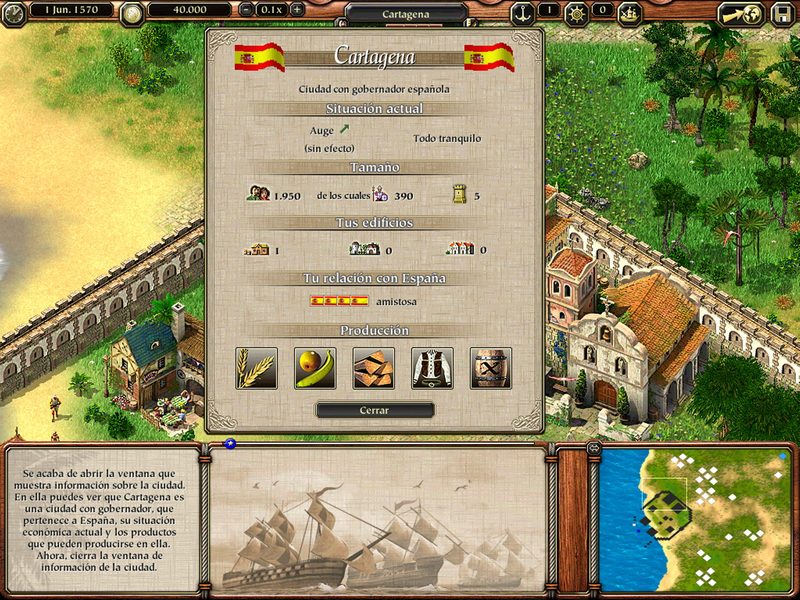 1 Jun. 1570
40.000
0.1x
Cartagena
1
0
Cartagena
Ciudad con gobernador española
Situación actual
Auge
(sin efecto)
Todo tranquilo
Tamaño
1.950 de los cuales 390 5
Tus edificios
1 0 0
Tu relación con España
amistosa
Producción
Cerrar
Se acaba de abrir la ventana que
muestra información sobre la ciudad.
En ella puedes ver que Cartagena es
una ciudad con gobernador, que
pertenece a España, su situación
económica actual y los productos
que pueden producirse en ella.
Ahora, cierra la ventana de
información de la ciudad.